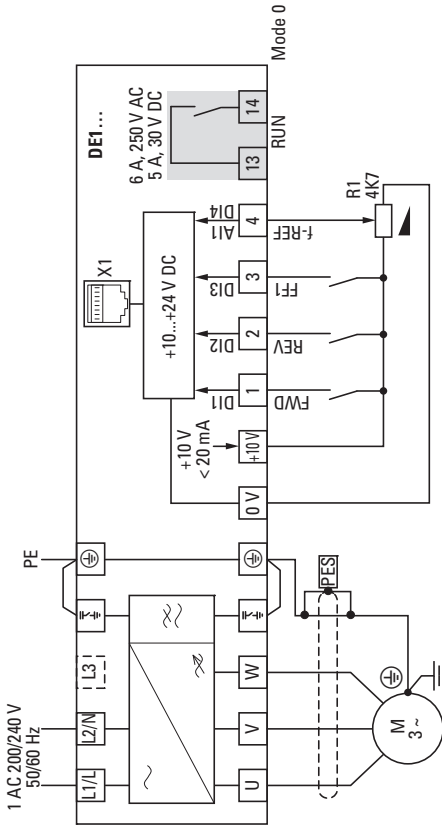 1 AC 200/240 V
50/60 Hz
PE
L1/L
L2/N
L3
DE1...
X1
6 A, 250 V AC
5 A, 30 V DC
+10...+24 V DC
+10 V
< 20 mA
DI1
DI2
DI3
AI1
DI4
U
V
W
0 V
+10V
1
2
3
4
13
14
FWD
REV
FF1
f-REF
RUN
Mode 0
PES
R1
4K7
M
3 ~